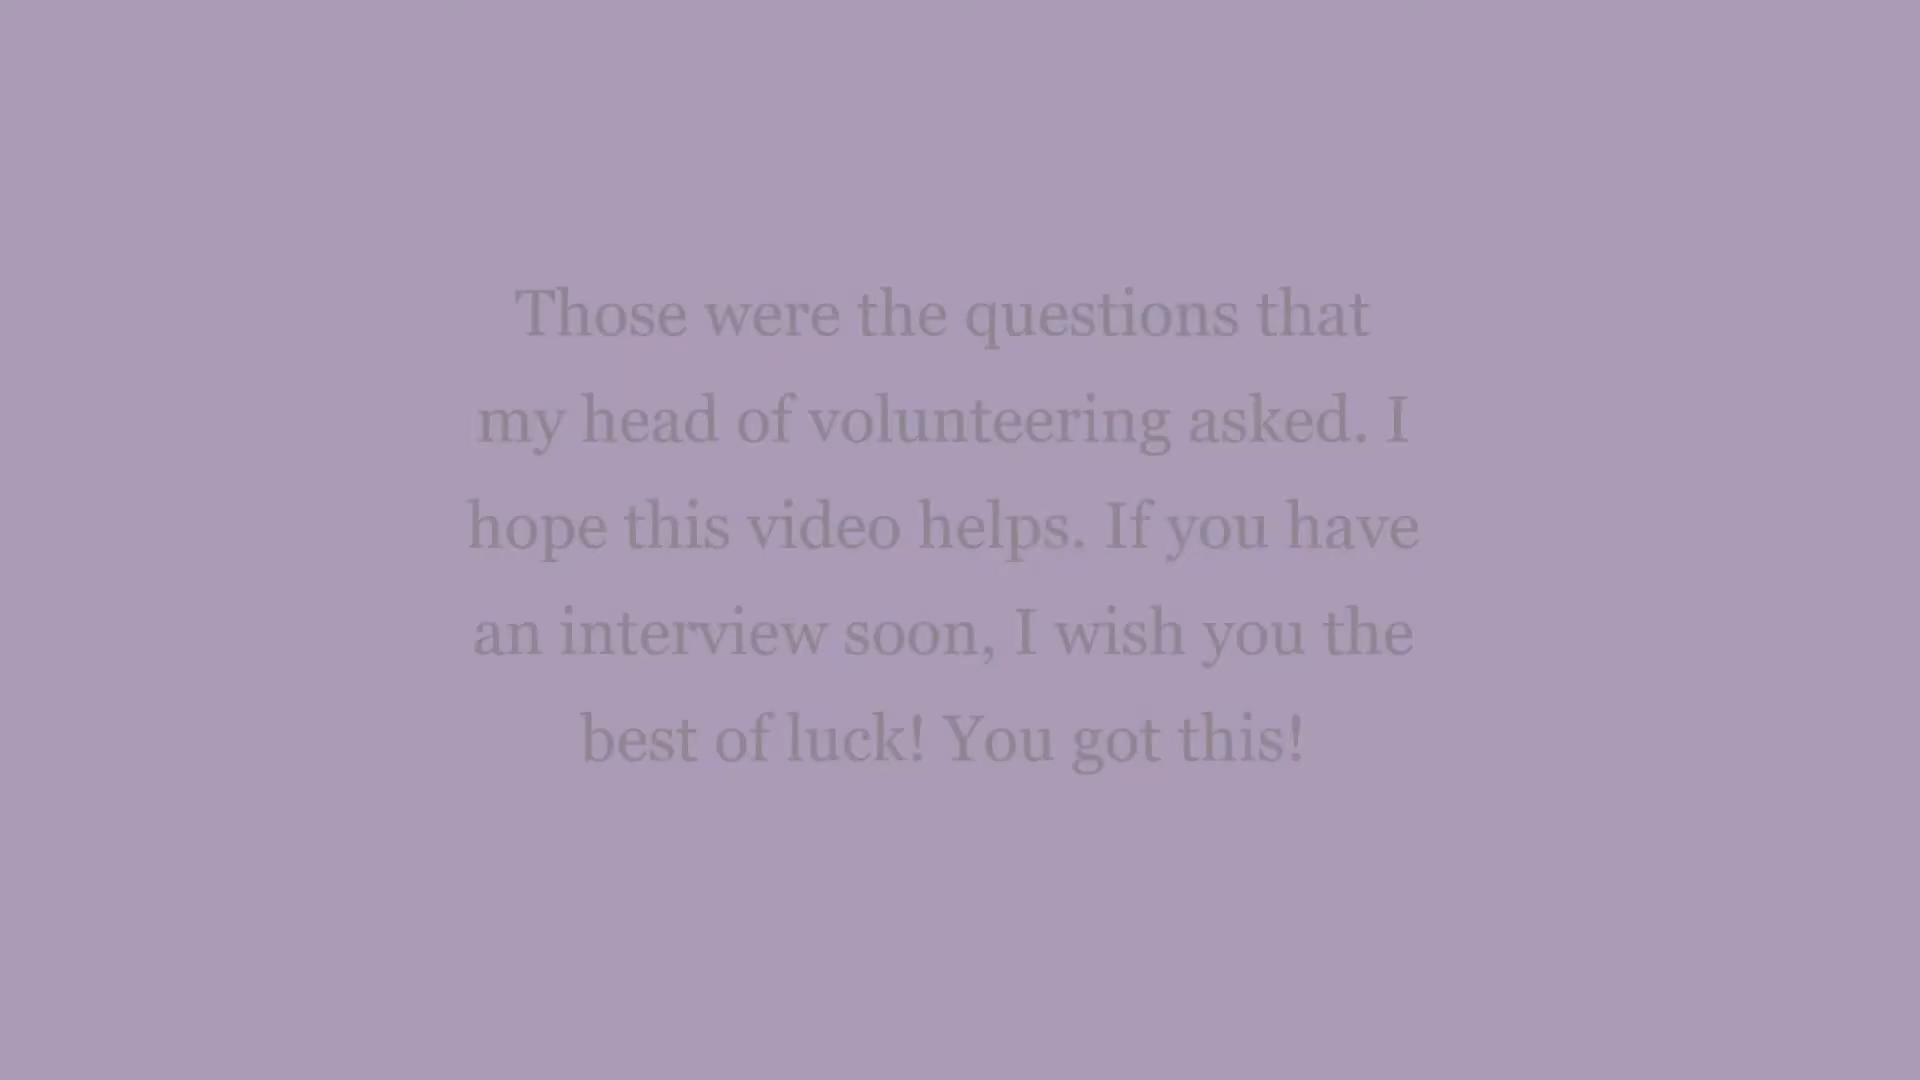 Those were the questions that
my head of volunteering asked. I
hope this video helps. If you have
an interview soon, I wish you the
best of luck! You got this!